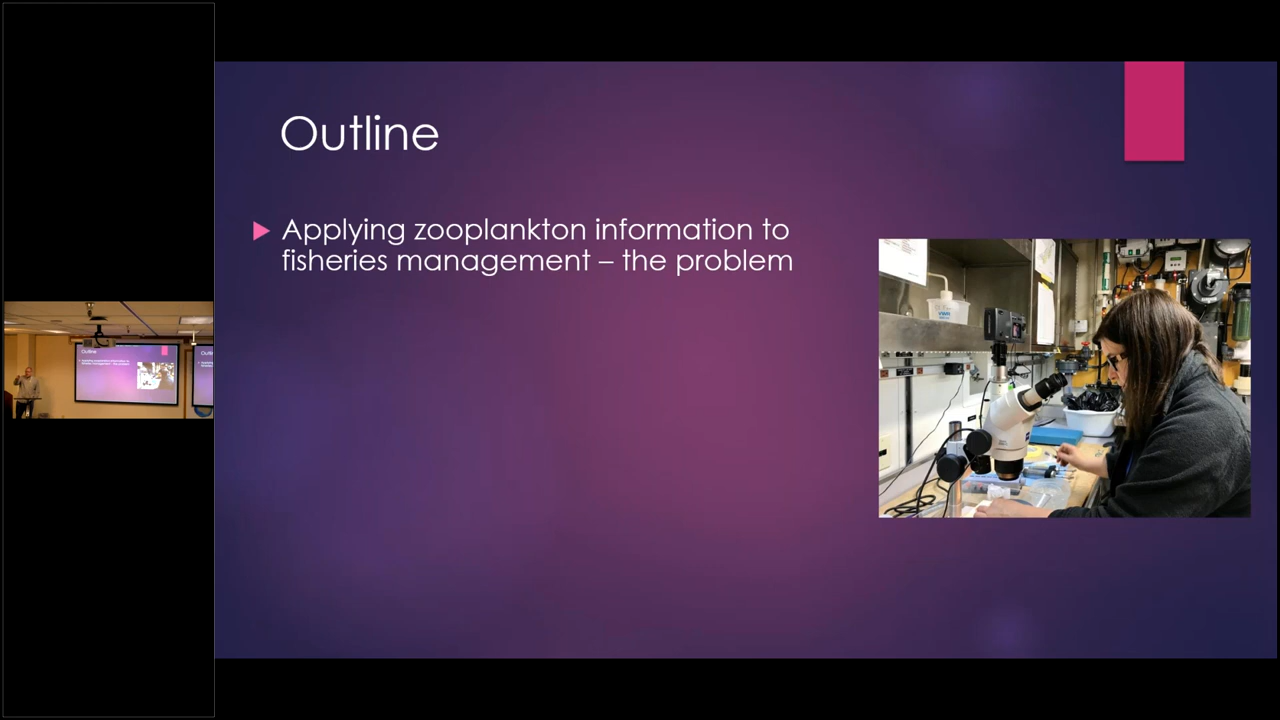 Outline
Applying zooplankton information to
fisheries management – the problem